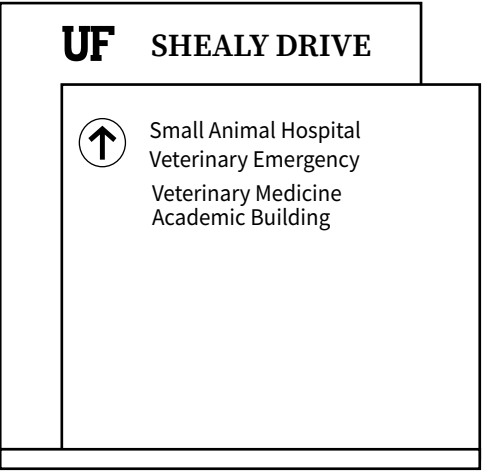 UF SHEALY DRIVE
Small Animal Hospital
Veterinary Emergency
Veterinary Medicine
Academic Building